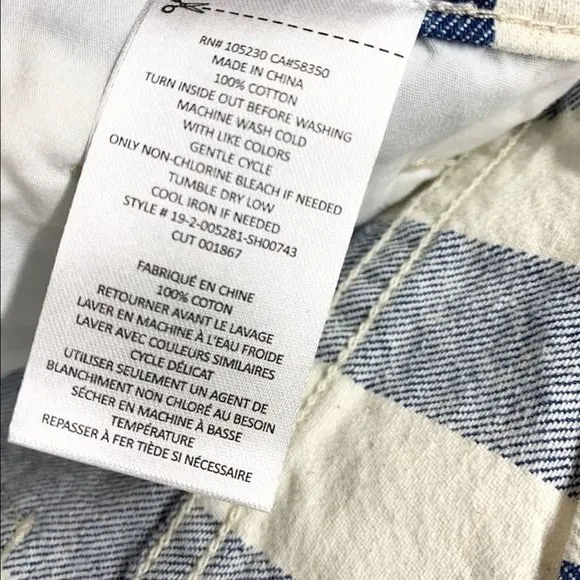 RN# 105230 CA#58350
MADE IN CHINA
100% COTTON
TURN INSIDE OUT BEFORE WASHING
MACHINE WASH COLD
WITH LIKE COLORS
GENTLE CYCLE
ONLY NON-CHLORINE BLEACH IF NEEDED
TUMBLE DRY LOW
COOL IRON IF NEEDED
STYLE # 19-2-005281-SH00743
CUT 001867
FABRIQUÉ EN CHINE
100% COTON
RETOURNER AVANT LE LAVAGE
LAVER EN MACHINE À L'EAU FROIDE
LAVER AVEC COULEURS SIMILAIRES
CYCLE DÉLICAT
UTILISER SEULEMENT UN AGENT DE
BLANCHIMENT NON CHLORÉ AU BESOIN
SÉCHER EN MACHINE À BASSE
TEMPÉRATURE
REPASSER À FER TIÈDE SI NÉCESSAIRE